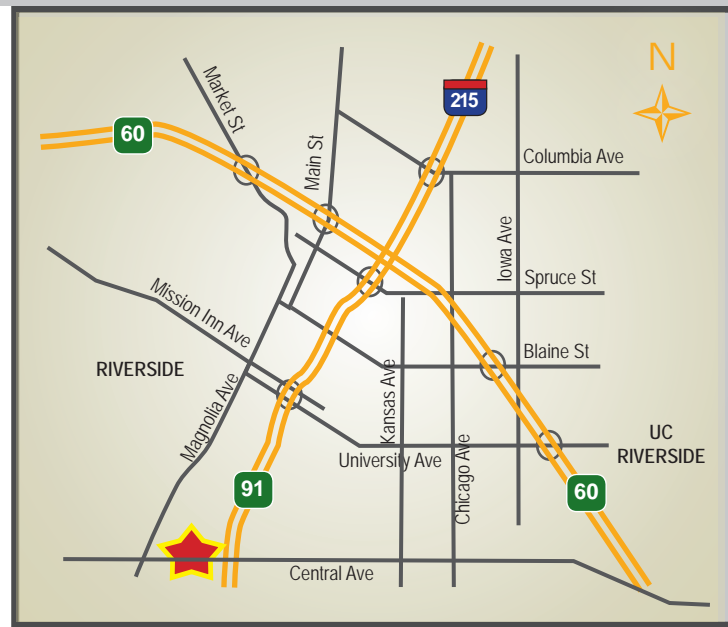 N
Market St
215
60
Main St
Columbia Ave
Iowa Ave
Spruce St
Mission Inn Ave
Blaine St
RIVERSIDE
Kansas Ave
Magnolia Ave
UC
RIVERSIDE
University Ave
Chicago Ave
91
60
Central Ave